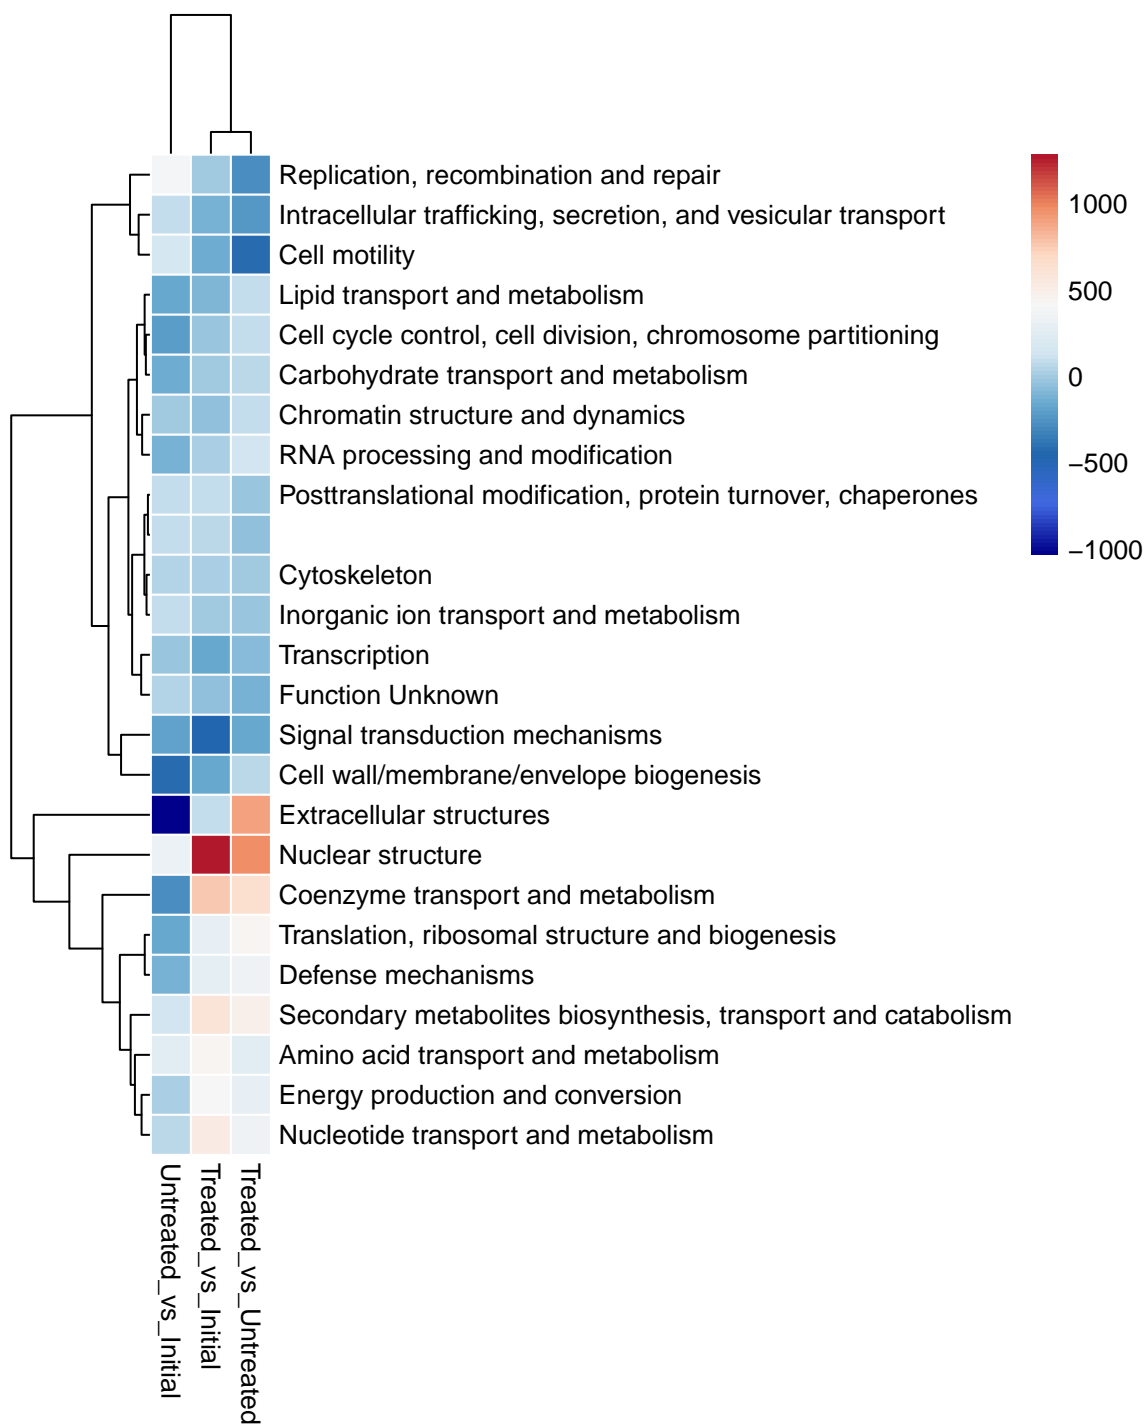 Replication, recombination and repair
Intracellular trafficking, secretion, and vesicular transport
Cell motility
Lipid transport and metabolism
Cell cycle control, cell division, chromosome partitioning
Carbohydrate transport and metabolism
Chromatin structure and dynamics
RNA processing and modification
Posttranslational modification, protein turnover, chaperones
Cytoskeleton
Inorganic ion transport and metabolism
Transcription
Function Unknown
Signal transduction mechanisms
Cell wall/membrane/envelope biogenesis
Extracellular structures
Nuclear structure
Coenzyme transport and metabolism
Translation, ribosomal structure and biogenesis
Defense mechanisms
Secondary metabolites biosynthesis, transport and catabolism
Amino acid transport and metabolism
Energy production and conversion
Nucleotide transport and metabolism
Untreated_vs_Initial
Treated_vs_Initial
Treated_vs_Untreated
1000
500
0
−500
−1000